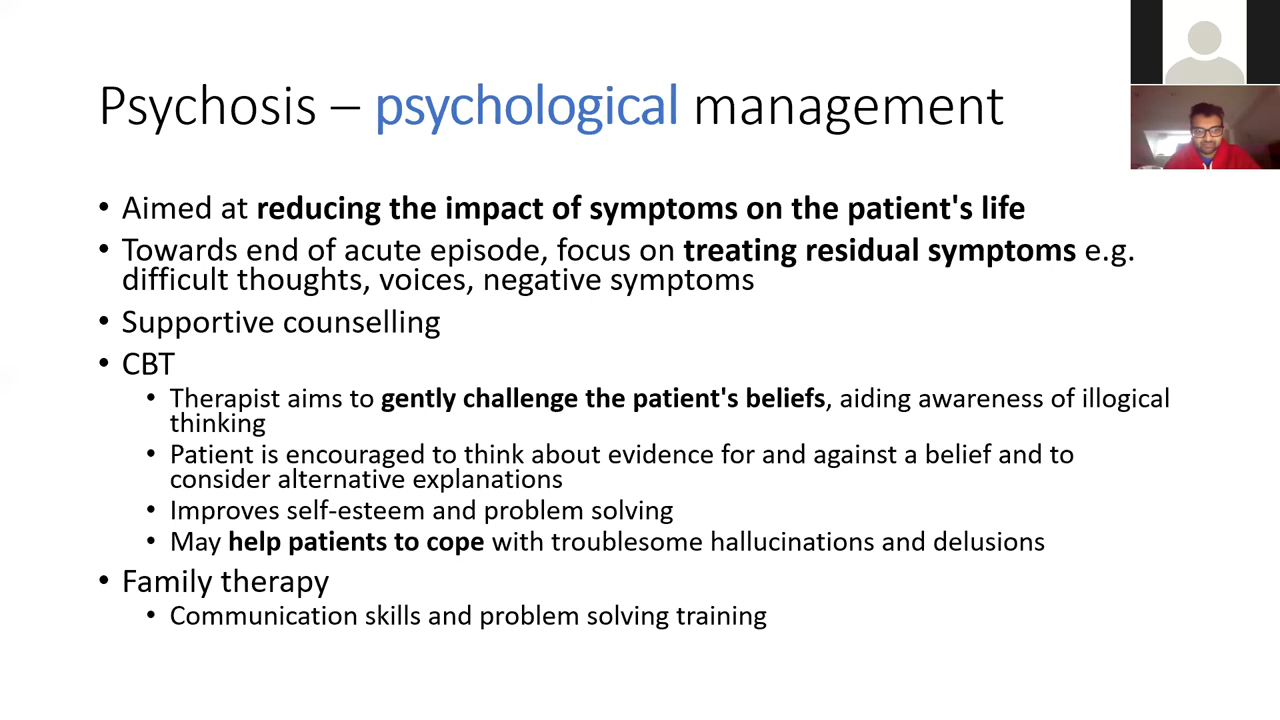 Psychosis – psychological management
• Aimed at reducing the impact of symptoms on the patient's life
• Towards end of acute episode, focus on treating residual symptoms e.g.
difficult thoughts, voices, negative symptoms
• Supportive counselling
• CBT
• Therapist aims to gently challenge the patient's beliefs, aiding awareness of illogical
thinking
• Patient is encouraged to think about evidence for and against a belief and to
consider alternative explanations
• Improves self-esteem and problem solving
• May help patients to cope with troublesome hallucinations and delusions
• Family therapy
• Communication skills and problem solving training